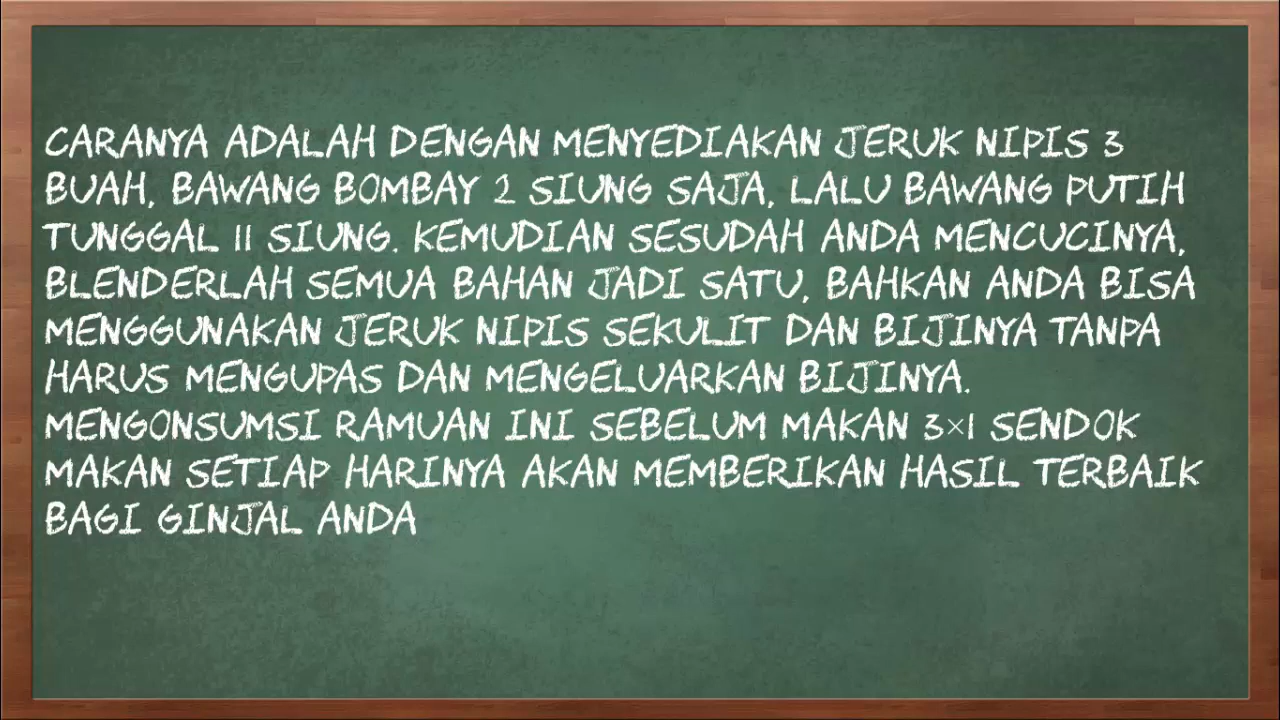 CARANYA ADALAH DENGAN MENYEDIAKAN JERUK NIPIS 3
BUAH, BAWANG BOMBAY 2 SIUNG SAJA, LALU BAWANG PUTIH
TUNGGAL 11 SIUNG. KEMUDIAN SESUDAH ANDA MENCUCINYA,
BLENDERLAH SEMUA BAHAN JADI SATU, BAHKAN ANDA BISA
MENGGUNAKAN JERUK NIPIS SEKULIT DAN BIJINYA TANPA
HARUS MENGUPAS DAN MENGELUARKAN BIJINYA.
MENGONSUMSI RAMUAN INI SEBELUM MAKAN 3×1 SENDOK
MAKAN SETIAP HARINYA AKAN MEMBERIKAN HASIL TERBAIK
BAGI GINJAL ANDA